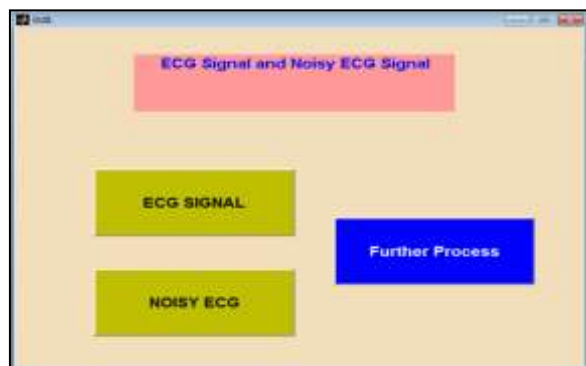 ECG Signal and Noisy ECG Signal
ECG SIGNAL
Further Process
NOISY ECG